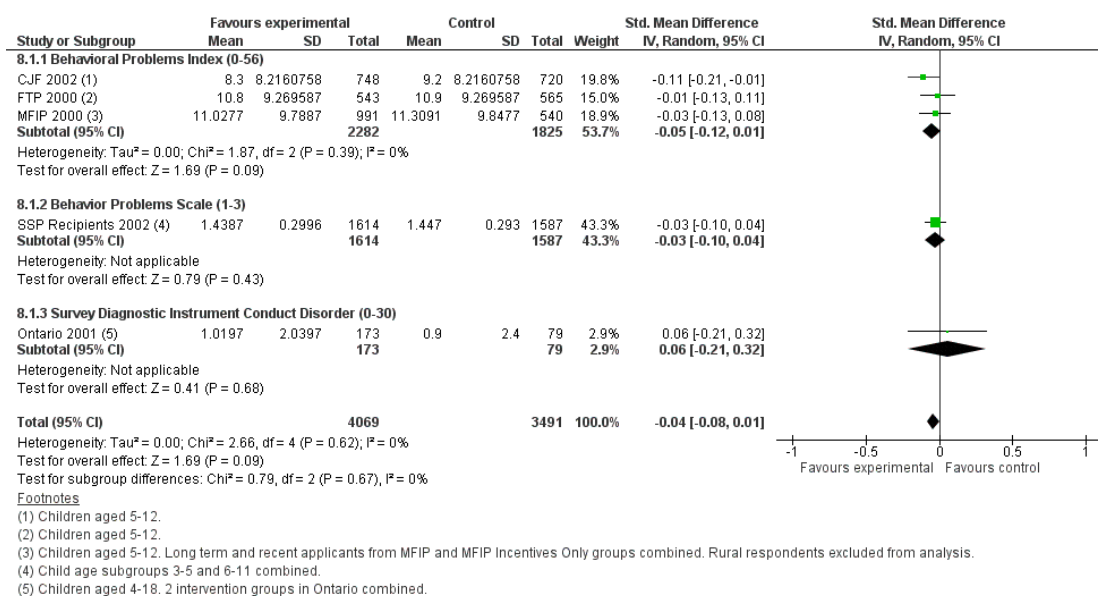 Favours experimental Control Std. Mean Difference Std. Mean Difference
Study or Subgroup Mean SD Total Mean SD Total Weight IV, Random, 95% CI IV, Random, 95% CI
8.1.1 Behavioral Problems Index (0-56)
CJF 2002 (1) 8.3 8.2160758 748 9.2 8.2160758 720 19.8% -0.11 [-0.21, -0.01]
FTP 2000 (2) 10.8 9.269587 543 10.9 9.269587 565 15.0% -0.01 [-0.13, 0.11]
MFIP 2000 (3) 11.0277 9.7887 991 11.3091 9.8477 540 18.9% -0.03 [-0.13, 0.08]
Subtotal (95% CI) 2282 1825 53.7% -0.05 [-0.12, 0.01]
Heterogeneity: Tau² = 0.00; Chi² = 1.87, df = 2 (P = 0.39); I² = 0%
Test for overall effect: Z = 1.69 (P = 0.09)
8.1.2 Behavior Problems Scale (1-3)
SSP Recipients 2002 (4) 1.4397 0.2996 1614 1.447 0.293 1587 43.3% -0.03 [-0.10, 0.04]
Subtotal (95% CI) 1614 1587 43.3% -0.03 [-0.10, 0.04]
Heterogeneity: Not applicable
Test for overall effect: Z = 0.79 (P = 0.43)
8.1.3 Survey Diagnostic Instrument Conduct Disorder (0-30)
Ontario 2001 (5) 1.0197 2.0397 173 0.9 2.4 79 2.9% 0.06 [-0.21, 0.32]
Subtotal (95% CI) 173 79 2.9% 0.06 [-0.21, 0.32]
Heterogeneity: Not applicable
Test for overall effect: Z = 0.41 (P = 0.68)
Total (95% CI) 4069 3491 100.0% -0.04 [-0.08, 0.01]
Heterogeneity: Tau² = 0.00; Chi² = 2.66, df = 4 (P = 0.62); I² = 0%
Test for overall effect: Z = 1.69 (P = 0.09)
Test for subgroup differences: Chi² = 0.79, df = 2 (P = 0.67), I² = 0%
-1 -0.5 0 0.5 1
Favours experimental Favours control
Footnotes
(1) Children aged 5-12.
(2) Children aged 5-12.
(3) Children aged 5-12. Long term and recent applicants from MFIP and MFIP Incentives Only groups combined. Rural respondents excluded from analysis.
(4) Child age subgroups 3-5 and 6-11 combined.
(5) Children aged 4-18. 2 intervention groups in Ontario combined.